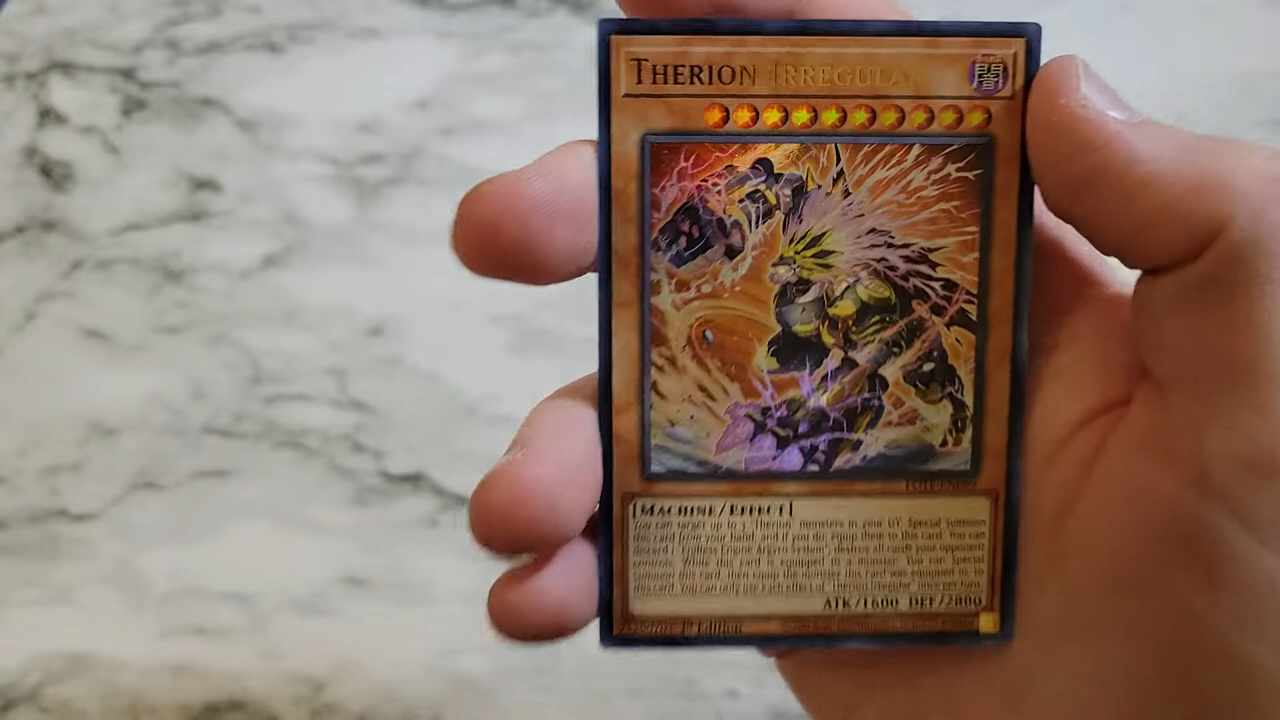 THERION IRREGULAR
闇
[MACHINE/EFFECT]
You can target up to 3 "Therion" monsters in your GY; Special Summon
this card from your hand, and if you do, equip them to this card. You can
discard 1 "Endless Engine Argyro System"; destroy all cards your opponent
controls. While this card is equipped to a monster: You can Special
Summon this card, then equip the monster this card was equipped to, to
this card. You can only use each effect of "Therion Irregular" once per turn.
ATK/1600 DEF/2800
1st Edition